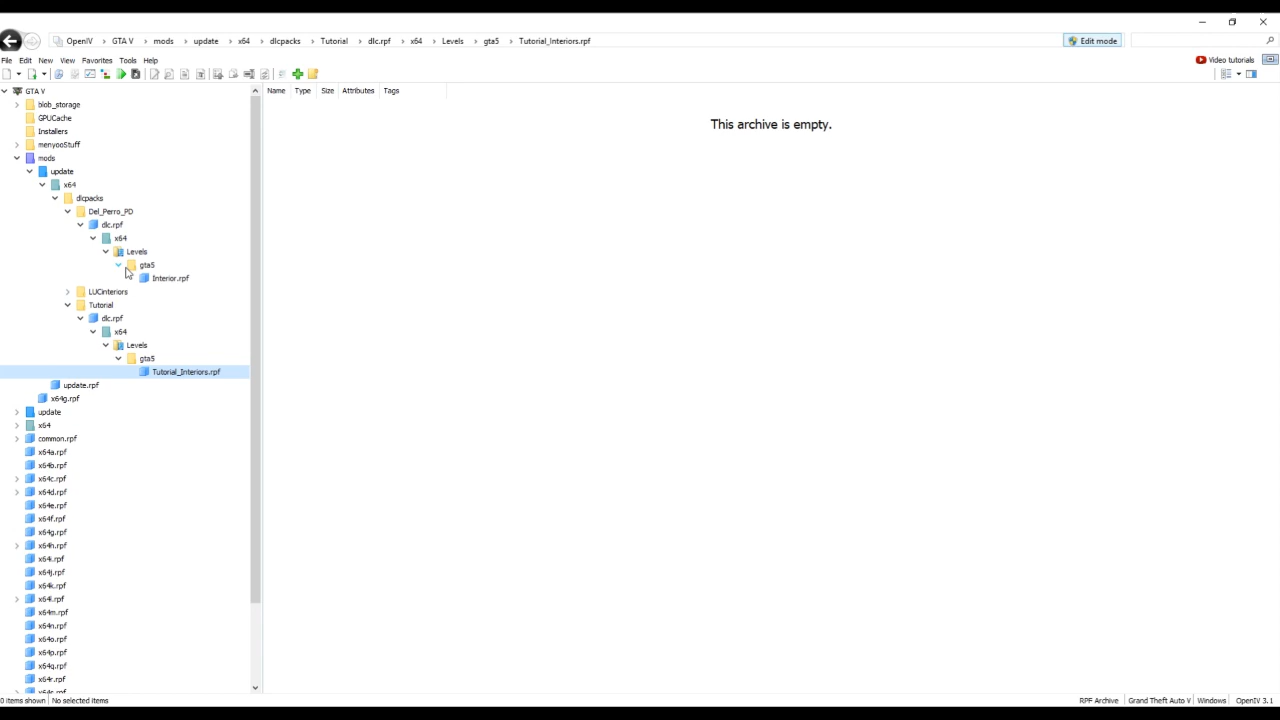 OpenIV > GTA V > mods > update > x64 > dlcpacks > Tutorial > dlc.rpf > x64 > Levels > gta5 > Tutorial_Interiors.rpf
Edit mode
File Edit New View Favorites Tools Help
Video tutorials
GTA V
Name Type Size Attributes Tags
blob_storage
GPUCache
This archive is empty.
Installers
menyooStuff
mods
update
x64
dlcpacks
Del_Perro_PD
dlc.rpf
x64
Levels
gta5
Interior.rpf
LUCinteriors
Tutorial
dlc.rpf
x64
Levels
gta5
Tutorial_Interiors.rpf
update.rpf
x64g.rpf
update
x64
common.rpf
x64a.rpf
x64b.rpf
x64c.rpf
x64d.rpf
x64e.rpf
x64f.rpf
x64g.rpf
x64h.rpf
x64i.rpf
x64j.rpf
x64k.rpf
x64l.rpf
x64m.rpf
x64n.rpf
x64o.rpf
x64p.rpf
x64q.rpf
x64r.rpf
x64s.rpf
0 items shown No selected items
RPF Archive Grand Theft Auto V Windows OpenIV 3.1